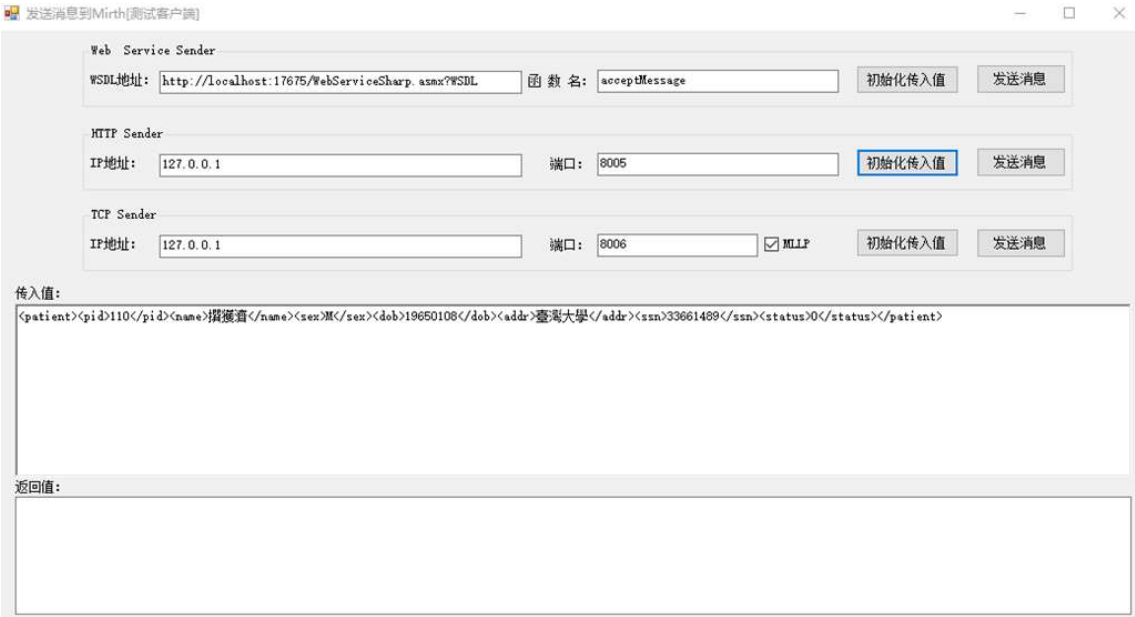 发送消息到Mirth[测试客户端]
Web Service Sender
WSDL地址: http://localhost:17675/WebServiceSharp.asmx?WSDL 函 数 名: acceptMessage 初始化传入值 发送消息
HTTP Sender
IP地址: 127.0.0.1 端口: 8005 初始化传入值 发送消息
TCP Sender
IP地址: 127.0.0.1 端口: 8006 MLLP 初始化传入值 发送消息
传入值:
<patient><pid>110</pid><name>撰獲濱</name><sex>M</sex><dob>19650108</dob><addr>臺灣大學</addr><ssn>33661489</ssn><status>0</status></patient>
返回值: